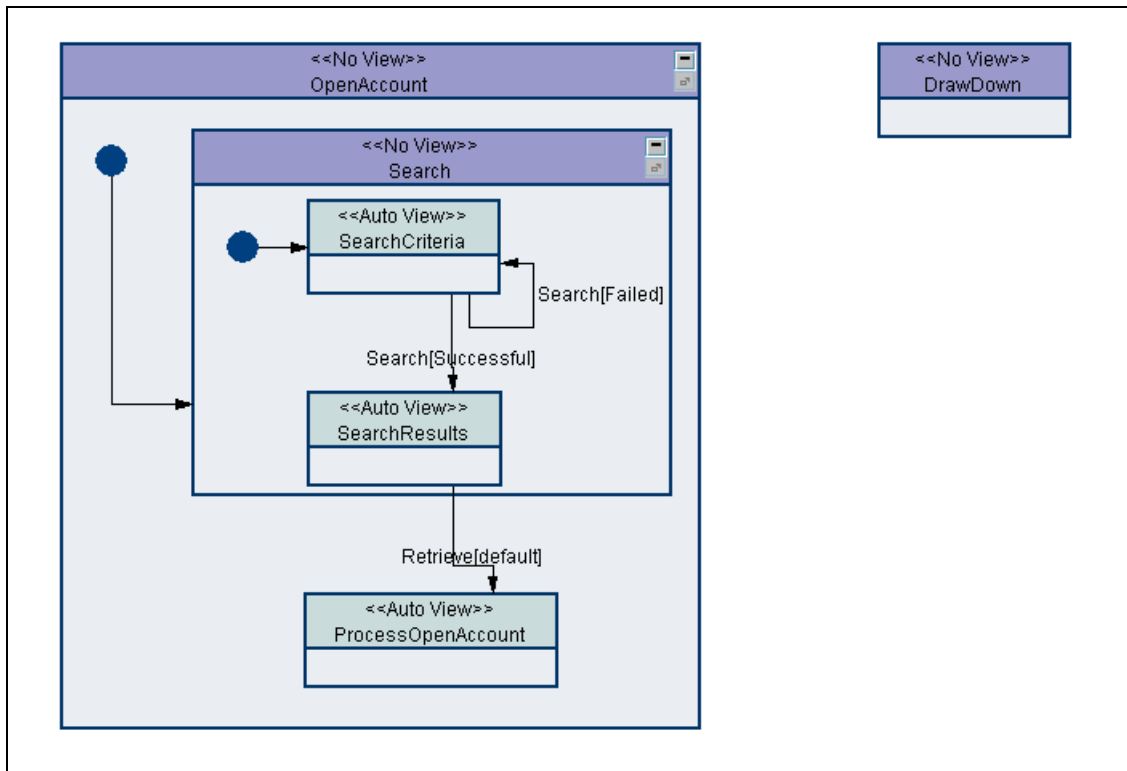 <<No View>>
OpenAccount
<<No View>>
DrawDown
<<No View>>
Search
<<Auto View>>
SearchCriteria
Search[Failed]
Search[Successful]
<<Auto View>>
SearchResults
Retrieve[default]
<<Auto View>>
ProcessOpenAccount